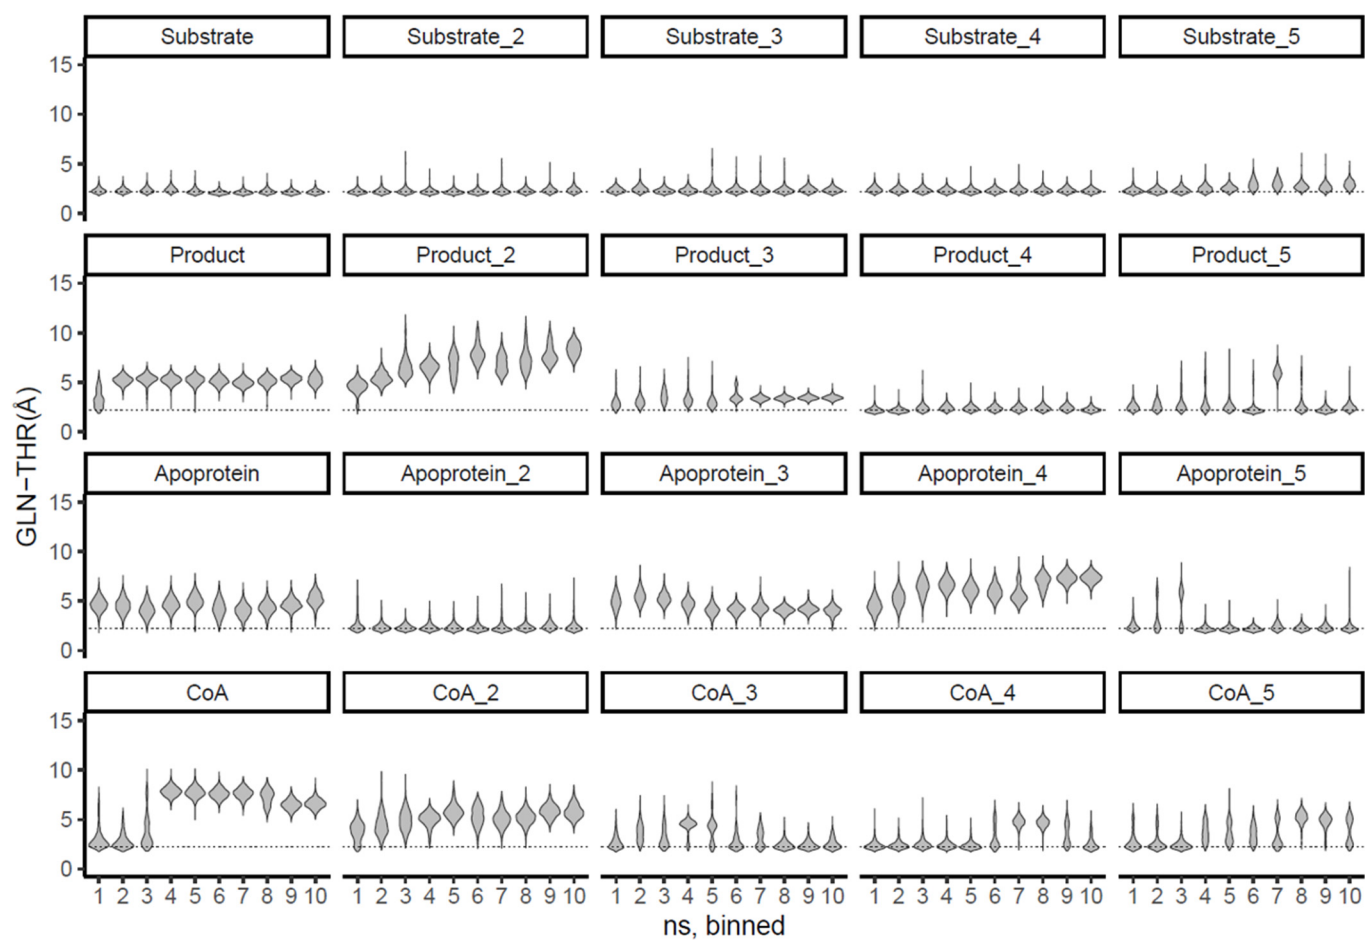 Substrate Substrate_2 Substrate_3 Substrate_4 Substrate_5
15
10
5
0
Product Product_2 Product_3 Product_4 Product_5
15
10
5
0
GLN−THR(Å)
Apoprotein Apoprotein_2 Apoprotein_3 Apoprotein_4 Apoprotein_5
15
10
5
0
CoA CoA_2 CoA_3 CoA_4 CoA_5
15
10
5
0
1 2 3 4 5 6 7 8 9 10 1 2 3 4 5 6 7 8 9 10 1 2 3 4 5 6 7 8 9 10 1 2 3 4 5 6 7 8 9 10 1 2 3 4 5 6 7 8 9 10
ns, binned